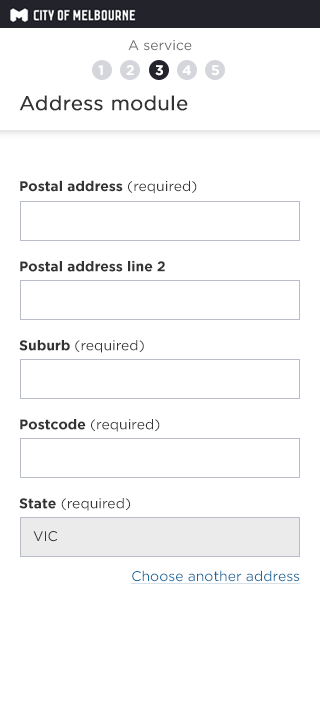 CITY OF MELBOURNE
A service
1 2 3 4 5
Address module
Postal address (required)
Postal address line 2
Suburb (required)
Postcode (required)
State (required)
VIC
Choose another address